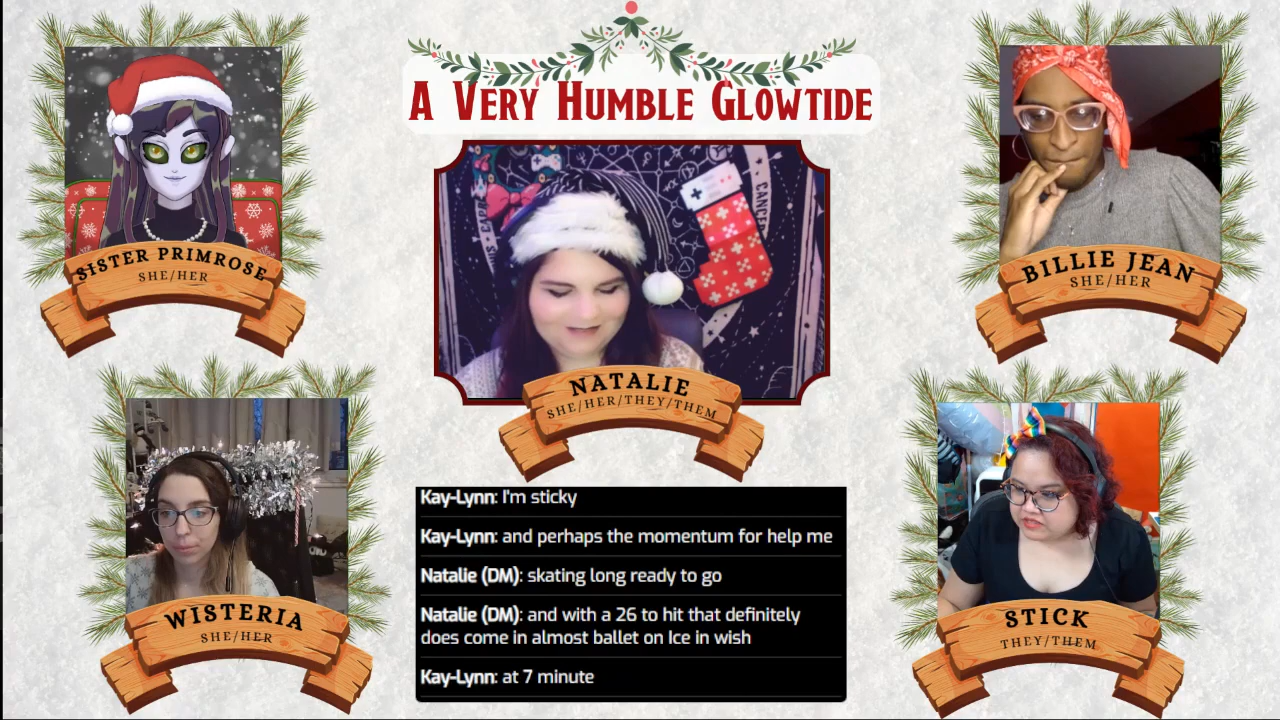 A VERY HUMBLE GLOWTIDE
SISTER PRIMROSE
SHE/HER
CANCER
BILLIE JEAN
SHE/HER
NATALIE
SHE/HER/THEY/THEM
WISTERIA
SHE/HER
STICK
THEY/THEM
Kay-Lynn: I'm sticky
Kay-Lynn: and perhaps the momentum for help me
Natalie (DM): skating long ready to go
Natalie (DM): and with a 26 to hit that definitely
does come in almost ballet on Ice in wish
Kay-Lynn: at 7 minute